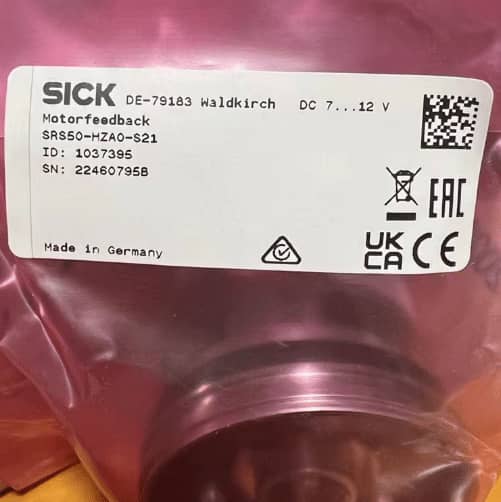 SICK DE-79183 Waldkirch DC 7...12 V
Motorfeedback
SRS50-HZA0-S21
ID: 1037395
SN: 22460795B
EAC
Made in Germany
UK
CA CE